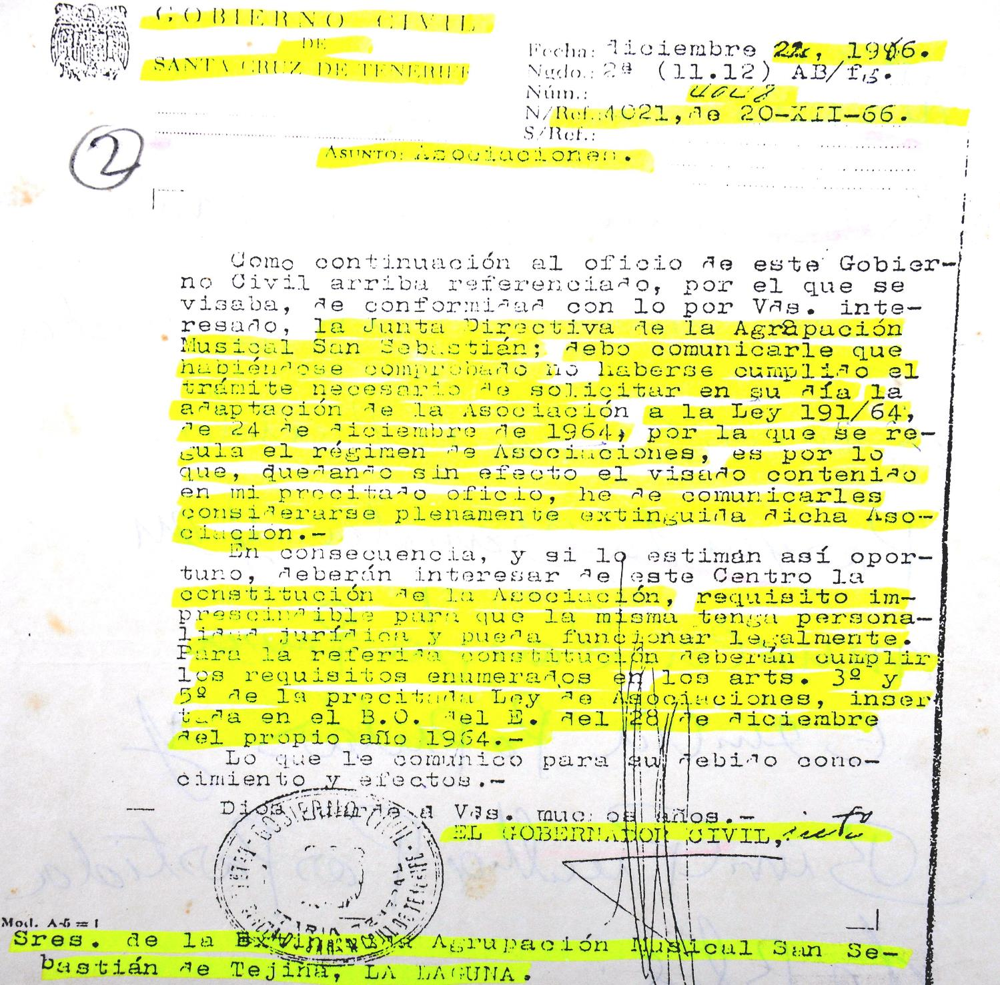 GOBIERNO CIVIL
DE
SANTA CRUZ DE TENERIFE
Fecha: diciembre 22, 1966.
Ngdo.: 2ª (11.12) AB/fg.
Núm.:
N/Ref.: 4021, de 20-XII-66.
S/Ref.:
2
ASUNTO: Asociaciones.
Como continuación al oficio de este Gobier-
no Civil arriba referenciado, por el que se
visaba, de conformidad con lo por Vds. inte-
resado, la Junta Directiva de la Agrupación
Musical San Sebastián; debo comunicarle que
habiéndose comprobado no haberse cumplido el
trámite necesario de solicitar en su día la
adaptación de la Asociación a la Ley 191/64,
de 24 de diciembre de 1964, por la que se re-
gula el régimen de Asociaciones, es por lo
que, quedando sin efecto el visado contenido
en mi precitado oficio, he de comunicarles
considerarse plenamente extinguida dicha Aso-
ciación.-
En consecuencia, y si lo estiman así opor-
tuno, deberán interesar de este Centro la
constitución de la Asociación, requisito im-
prescindible para que la misma tenga persona-
lidad jurídica y pueda funcionar legalmente.
Para la referida constitución deberán cumplir
los requisitos enumerados en los arts. 3º y
5º de la precitada Ley de Asociaciones, inser
tada en el B.O. del E. del 28 de diciembre
del propio año 1964.-
Lo que le comunico para su debido cono-
cimiento y efectos.-
Dios guarde a Vds. muchos años.-
EL GOBERNADOR CIVIL,
GOBIERNO CIVIL
Mod. A-5 = 1
Sres. de la Extinguida Agrupación Musical San Se-
bastián de Tejina, LA LAGUNA.